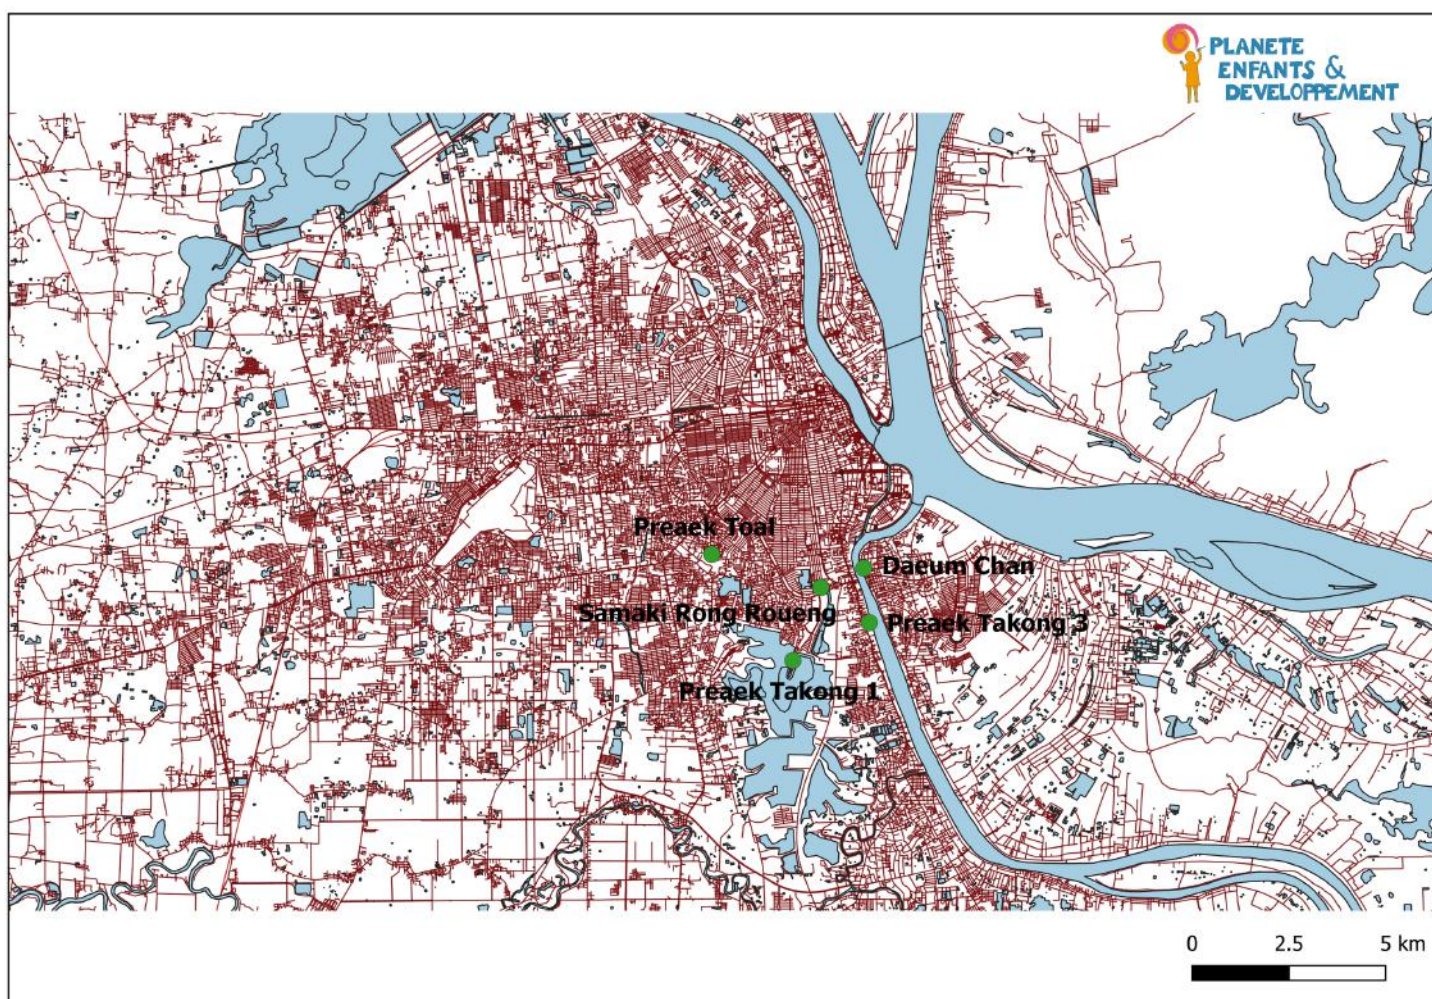 PLANETE
ENFANTS &
DEVELOPPEMENT
Preaek Toal
Daeum Chan
Samaki Rong Roueng
Preaek Takong 3
Preaek Takong 1
0 2.5 5 km